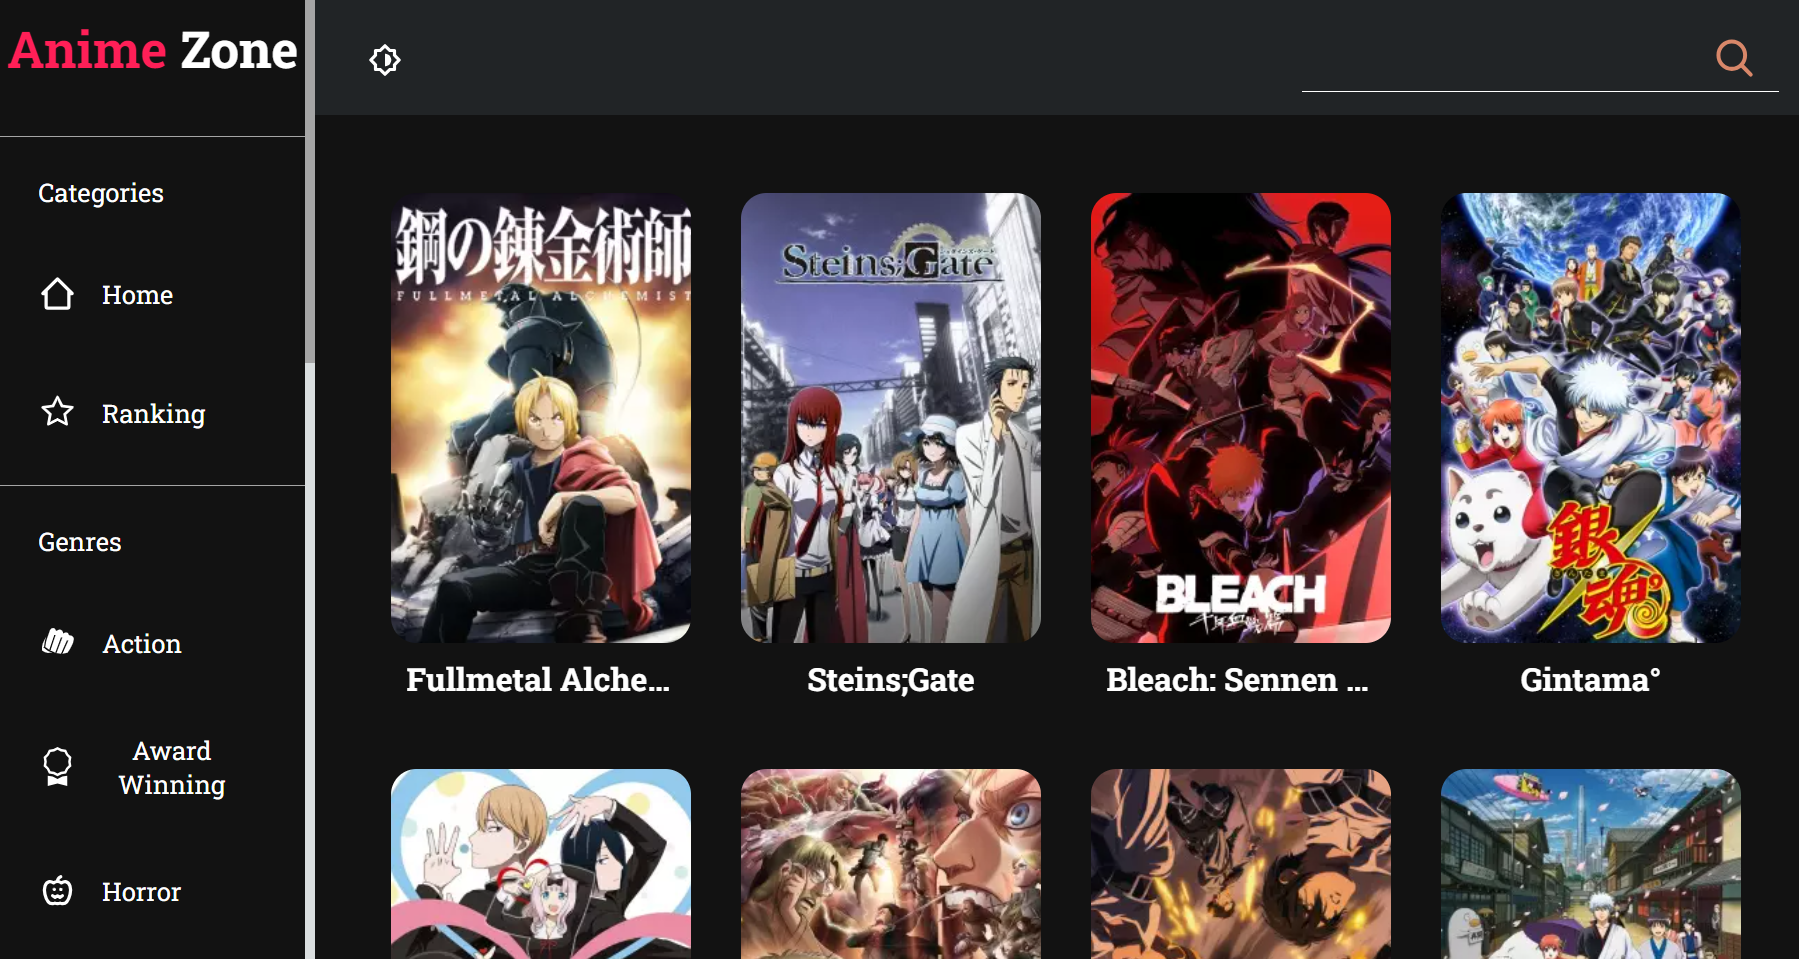 Anime Zone
Categories
Home
Ranking
Genres
Action
Award
Winning
Horror
鋼の錬金術師
FULLMETAL ALCHEMIST
Steins;Gate
BLEACH
銀魂°
Fullmetal Alche...
Steins;Gate
Bleach: Sennen ...
Gintama°